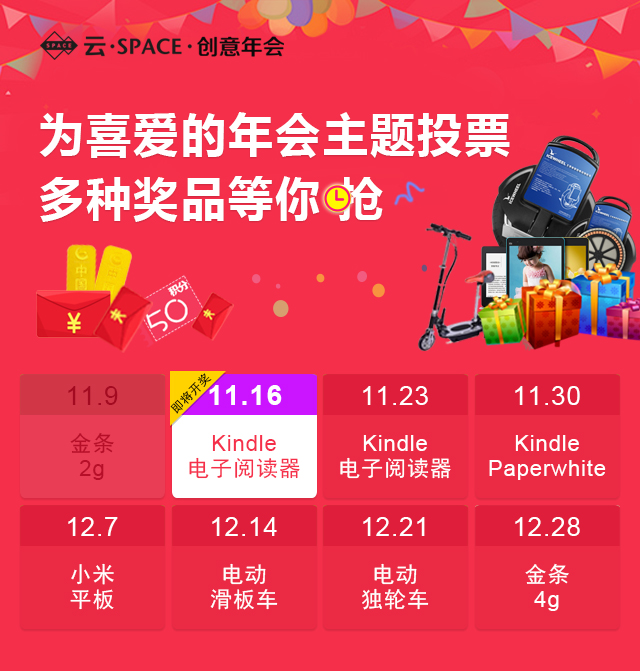 SPACE 云·SPACE·创意年会
为喜爱的年会主题投票
多种奖品等你 抢
ICEWHEEL
ICEWHEEL
中国
¥
积分
50
11.9
金条
2g
即将开奖
11.16
Kindle
电子阅读器
11.23
Kindle
电子阅读器
11.30
Kindle
Paperwhite
12.7
小米
平板
12.14
电动
滑板车
12.21
电动
独轮车
12.28
金条
4g